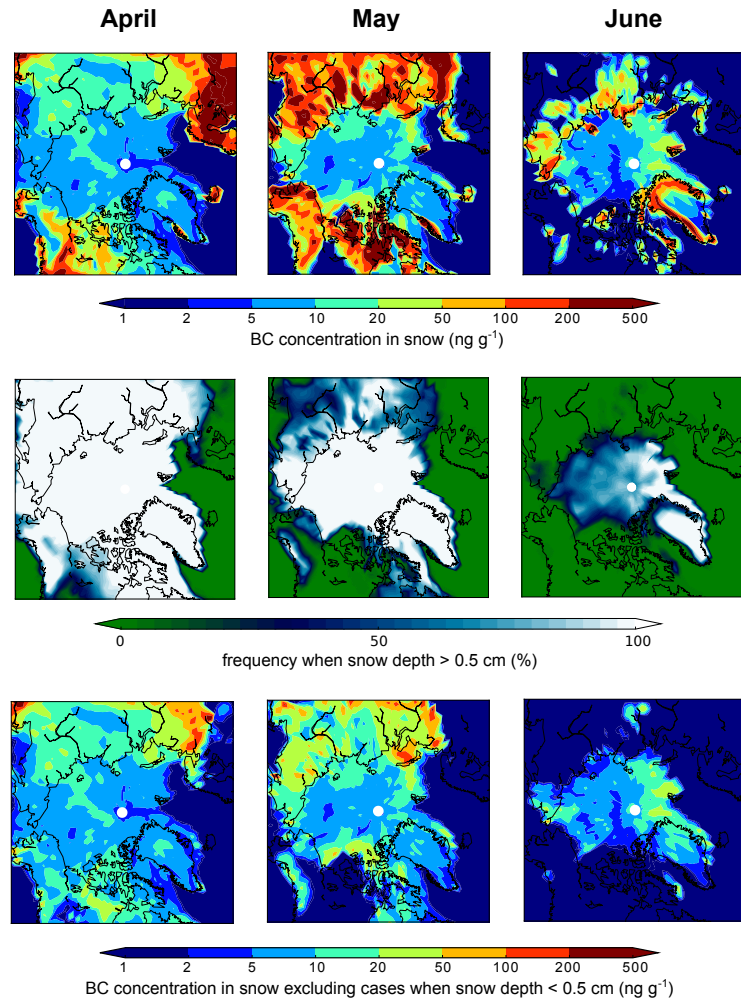 April May June
1 2 5 10 20 50 100 200 500
BC concentration in snow (ng g⁻¹)
0 50 100
frequency when snow depth > 0.5 cm (%)
1 2 5 10 20 50 100 200 500
BC concentration in snow excluding cases when snow depth < 0.5 cm (ng g⁻¹)